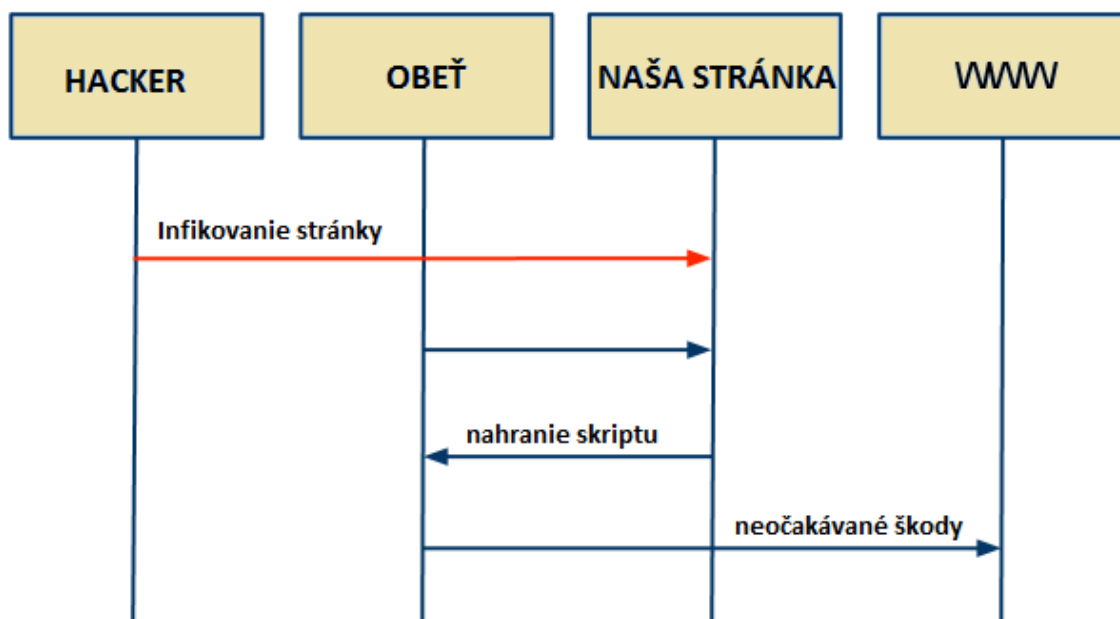 HACKER
OBEŤ
NAŠA STRÁNKA
WWW
Infikovanie stránky
nahranie skriptu
neočakávané škody